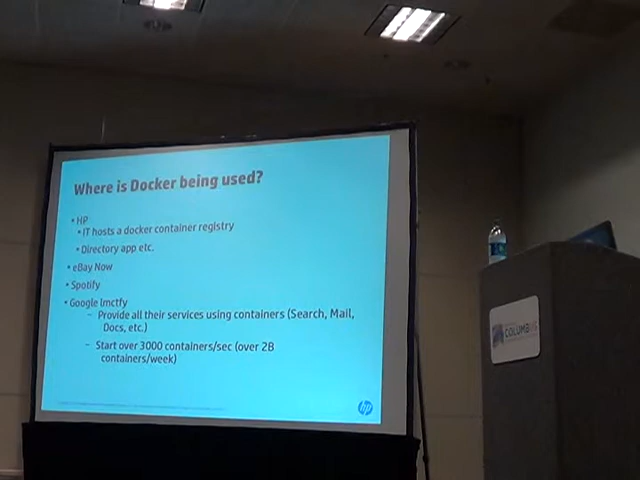 Where is Docker being used?
• HP
• IT hosts a docker container registry
• Directory app etc.
• eBay Now
• Spotify
• Google lmctfy
– Provide all their services using containers (Search, Mail,
Docs, etc.)
– Start over 3000 containers/sec (over 2B
containers/week)
hp
COLUMBUS